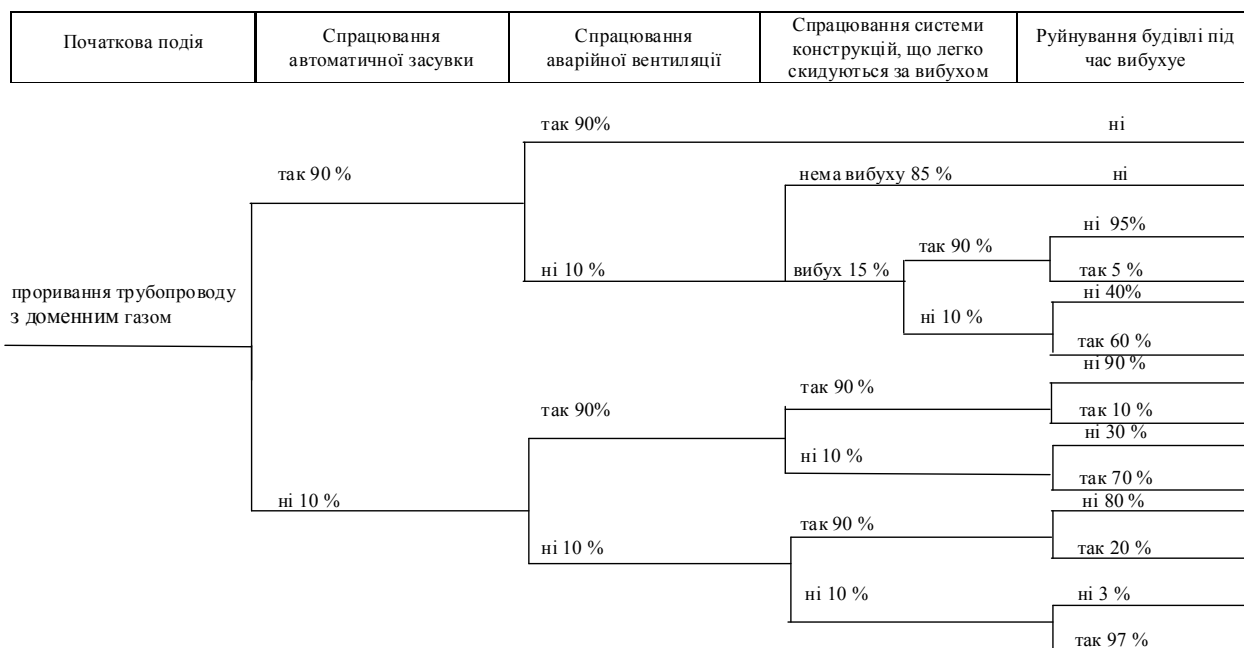 Початкова подія
Спрацювання
автоматичної засувки
Спрацювання
аварійної вентиляції
Спрацювання системи
конструкцій, що легко
скидуються за вибухом
Руйнування будівлі під
час вибухуе
так 90%
ні
так 90 %
нема вибуху 85 %
ні
ні 95%
так 90 %
ні 10 %
вибух 15 %
так 5 %
проривання трубопроводу
з доменним газом
ні 40%
ні 10 %
так 60 %
ні 90 %
так 90 %
так 90%
так 10 %
ні 30 %
ні 10 %
так 70 %
ні 10 %
ні 80 %
так 90 %
ні 10 %
так 20 %
ні 10 %
ні 3 %
так 97 %